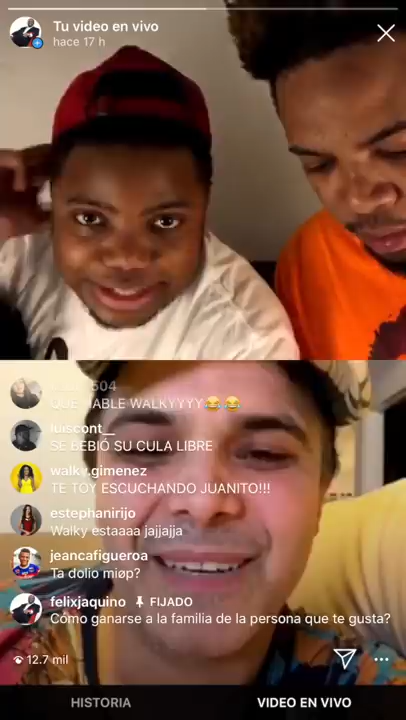 Tu video en vivo
hace 17 h
504
QUE HABLE WALKYYYY😂😂
luiscont_
SE BEBIÓ SU CULA LIBRE
walky.gimenez
TE TOY ESCUCHANDO JUANITO!!!
estephanirijo
Walky estaaaa jajjajja
jeancafigueroa
Ta dolio miøp?
felixjaquino FIJADO
Cómo ganarse a la familia de la persona que te gusta?
12.7 mil
HISTORIA
VIDEO EN VIVO